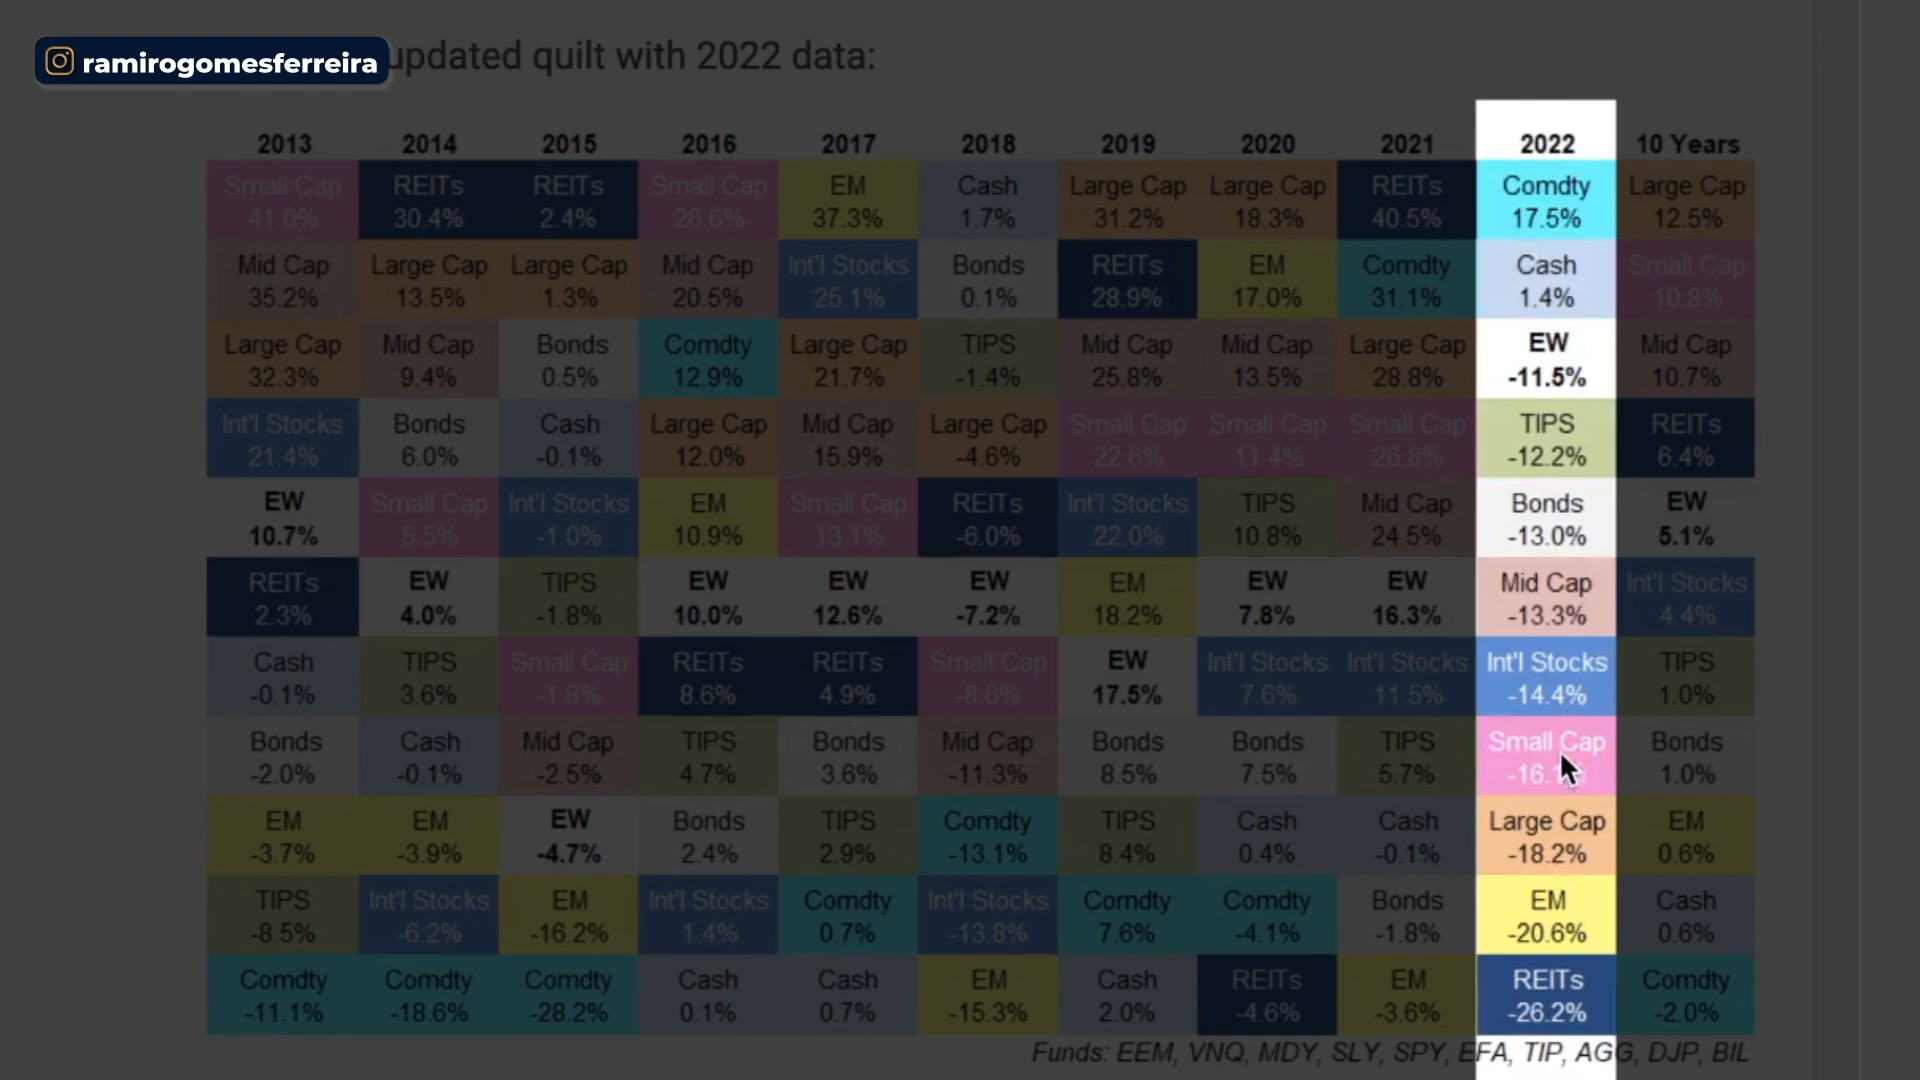 ramirogomesferreira
updated quilt with 2022 data:
2013 2014 2015 2016 2017 2018 2019 2020 2021 2022 10 Years
Small Cap REITs REITs Small Cap EM Cash Large Cap Large Cap REITs Comdty Large Cap
41.0% 30.4% 2.4% 26.6% 37.3% 1.7% 31.2% 18.3% 40.5% 17.5% 12.5%
Mid Cap Large Cap Large Cap Mid Cap Int'l Stocks Bonds REITs EM Comdty Cash Small Cap
35.2% 13.5% 1.3% 20.5% 25.1% 0.1% 28.9% 17.0% 31.1% 1.4% 10.8%
Large Cap Mid Cap Bonds Comdty Large Cap TIPS Mid Cap Mid Cap Large Cap EW Mid Cap
32.3% 9.4% 0.5% 12.9% 21.7% -1.4% 25.8% 13.5% 28.8% -11.5% 10.7%
Int'l Stocks Bonds Cash Large Cap Mid Cap Large Cap Small Cap Small Cap Small Cap TIPS REITs
21.4% 6.0% -0.1% 12.0% 15.9% -4.6% 22.6% 11.4% 26.8% -12.2% 6.4%
EW Small Cap Int'l Stocks EM Small Cap REITs Int'l Stocks TIPS Mid Cap Bonds EW
10.7% 5.5% -1.0% 10.9% 13.1% -6.0% 22.0% 10.8% 24.5% -13.0% 5.1%
REITs EW TIPS EW EW EW EM EW EW Mid Cap Int'l Stocks
2.3% 4.0% -1.8% 10.0% 12.6% -7.2% 18.2% 7.8% 16.3% -13.3% 4.4%
Cash TIPS Small Cap REITs REITs Small Cap EW Int'l Stocks Int'l Stocks Int'l Stocks TIPS
-0.1% 3.6% -1.8% 8.6% 4.9% -8.6% 17.5% 7.6% 11.5% -14.4% 1.0%
Bonds Cash Mid Cap TIPS Bonds Mid Cap Bonds Bonds TIPS Small Cap Bonds
-2.0% -0.1% -2.5% 4.7% 3.6% -11.3% 8.5% 7.5% 5.7% 1.0%
EM EM EW Bonds TIPS Comdty TIPS Cash Cash Large Cap EM
-3.7% -3.9% -4.7% 2.4% 2.9% -13.1% 8.4% 0.4% -0.1% -18.2% 0.6%
TIPS Int'l Stocks EM Int'l Stocks Comdty Int'l Stocks Comdty Comdty Bonds EM Cash
-8.5% -6.2% -16.2% 1.4% 0.7% -13.8% 7.6% -4.1% -1.8% -20.6% 0.6%
Comdty Comdty Comdty Cash Cash EM Cash REITs EM REITs Comdty
-11.1% -18.6% -28.2% 0.1% 0.7% -15.3% 2.0% -4.6% -3.6% -26.2% -2.0%
Funds: EEM, VNQ, MDY, SLY, SPY, EFA, TIP, AGG, DJP, BIL